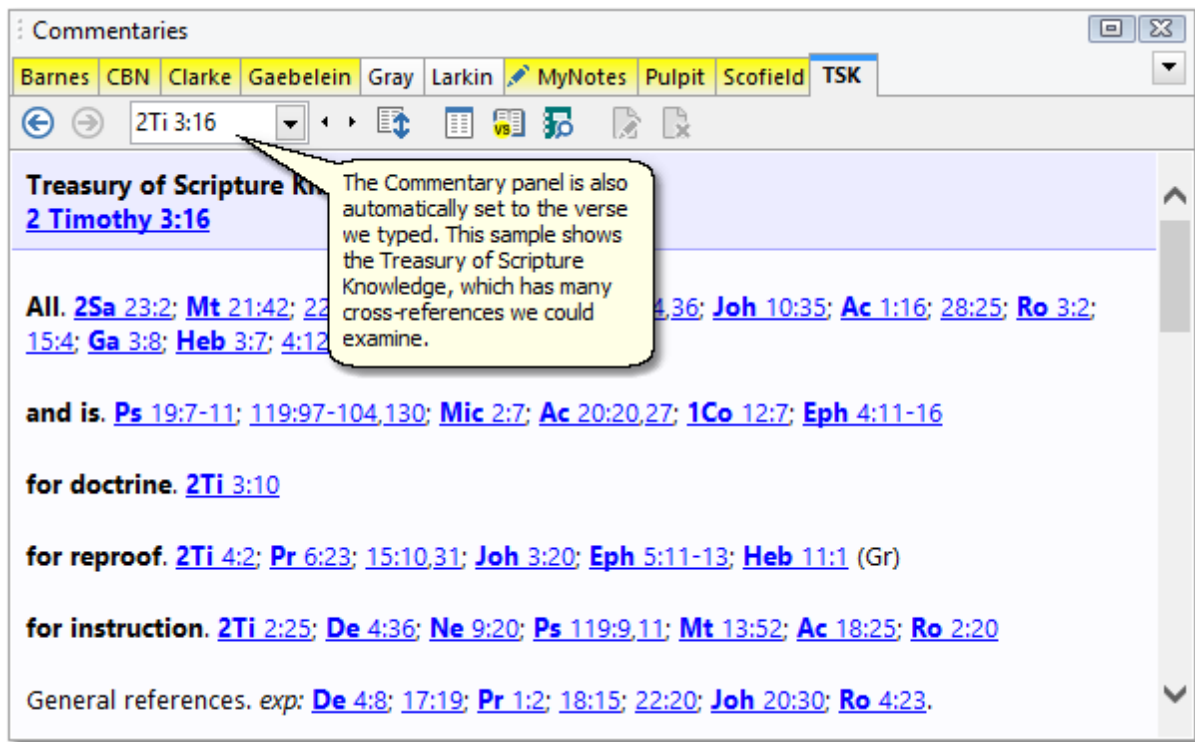 Commentaries
Barnes CBN Clarke Gaebelein Gray Larkin MyNotes Pulpit Scofield TSK
2Ti 3:16
VS
Treasury of Scripture
2 Timothy 3:16
The Commentary panel is also
automatically set to the verse
we typed. This sample shows
the Treasury of Scripture
Knowledge, which has many
cross-references we could
examine.
All. 2Sa 23:2; Mt 21:42; 22 ,36; Joh 10:35; Ac 1:16; 28:25; Ro 3:2;
15:4; Ga 3:8; Heb 3:7; 4:12
and is. Ps 19:7-11; 119:97-104,130; Mic 2:7; Ac 20:20,27; 1Co 12:7; Eph 4:11-16
for doctrine. 2Ti 3:10
for reproof. 2Ti 4:2; Pr 6:23; 15:10,31; Joh 3:20; Eph 5:11-13; Heb 11:1 (Gr)
for instruction. 2Ti 2:25; De 4:36; Ne 9:20; Ps 119:9,11; Mt 13:52; Ac 18:25; Ro 2:20
General references. exp: De 4:8; 17:19; Pr 1:2; 18:15; 22:20; Joh 20:30; Ro 4:23.